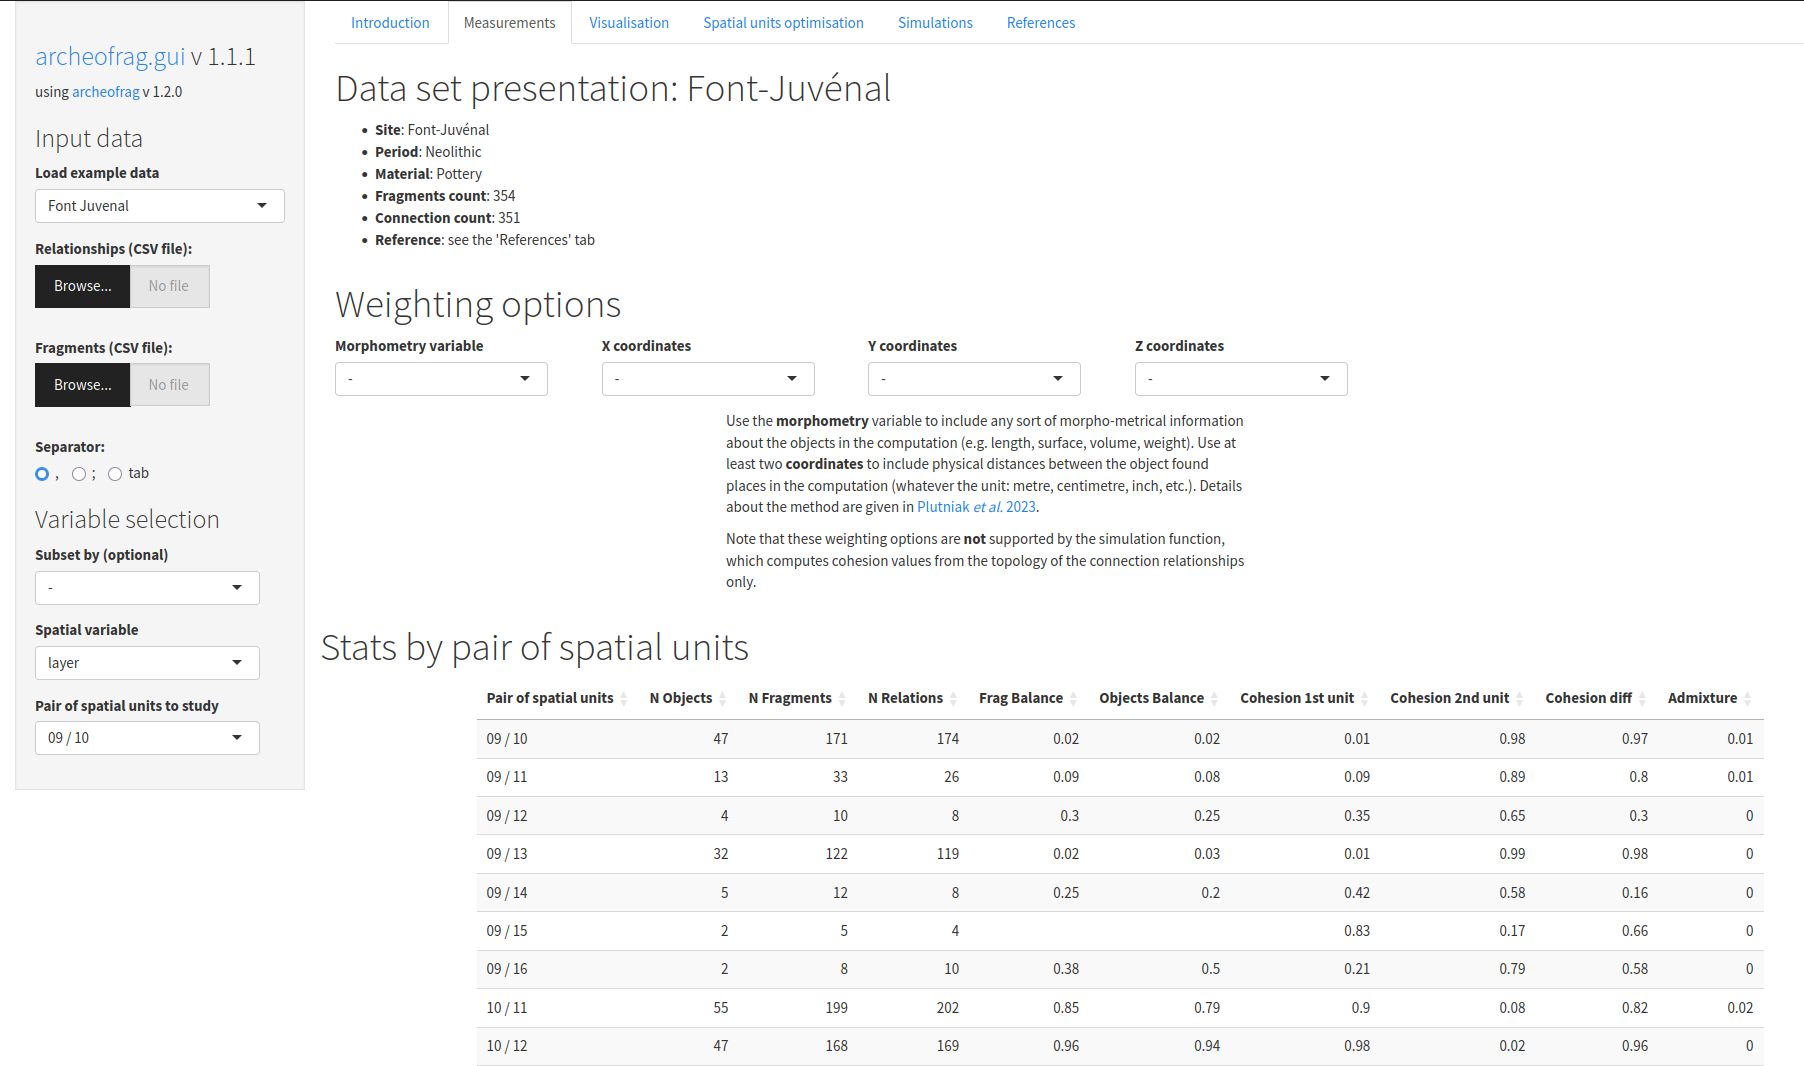 archeofrag.gui v 1.1.1
using archeofrag v 1.2.0
Input data
Load example data
Font Juvenal
Relationships (CSV file):
Browse... No file
Fragments (CSV file):
Browse... No file
Separator:
, ; tab
Variable selection
Subset by (optional)
-
Spatial variable
layer
Pair of spatial units to study
09 / 10
Introduction Measurements Visualisation Spatial units optimisation Simulations References
Data set presentation: Font-Juvénal
• Site: Font-Juvénal
• Period: Neolithic
• Material: Pottery
• Fragments count: 354
• Connection count: 351
• Reference: see the 'References' tab
Weighting options
Morphometry variable X coordinates Y coordinates Z coordinates
- - - -
Use the morphometry variable to include any sort of morpho-metrical information
about the objects in the computation (e.g. length, surface, volume, weight). Use at
least two coordinates to include physical distances between the object found
places in the computation (whatever the unit: metre, centimetre, inch, etc.). Details
about the method are given in Plutniak et al. 2023.
Note that these weighting options are not supported by the simulation function,
which computes cohesion values from the topology of the connection relationships
only.
Stats by pair of spatial units
Pair of spatial units N Objects N Fragments N Relations Frag Balance Objects Balance Cohesion 1st unit Cohesion 2nd unit Cohesion diff Admixture
09 / 10 47 171 174 0.02 0.02 0.01 0.98 0.97 0.01
09 / 11 13 33 26 0.09 0.08 0.09 0.89 0.8 0.01
09 / 12 4 10 8 0.3 0.25 0.35 0.65 0.3 0
09 / 13 32 122 119 0.02 0.03 0.01 0.99 0.98 0
09 / 14 5 12 8 0.25 0.2 0.42 0.58 0.16 0
09 / 15 2 5 4 0.83 0.17 0.66 0
09 / 16 2 8 10 0.38 0.5 0.21 0.79 0.58 0
10 / 11 55 199 202 0.85 0.79 0.9 0.08 0.82 0.02
10 / 12 47 168 169 0.96 0.94 0.98 0.02 0.96 0